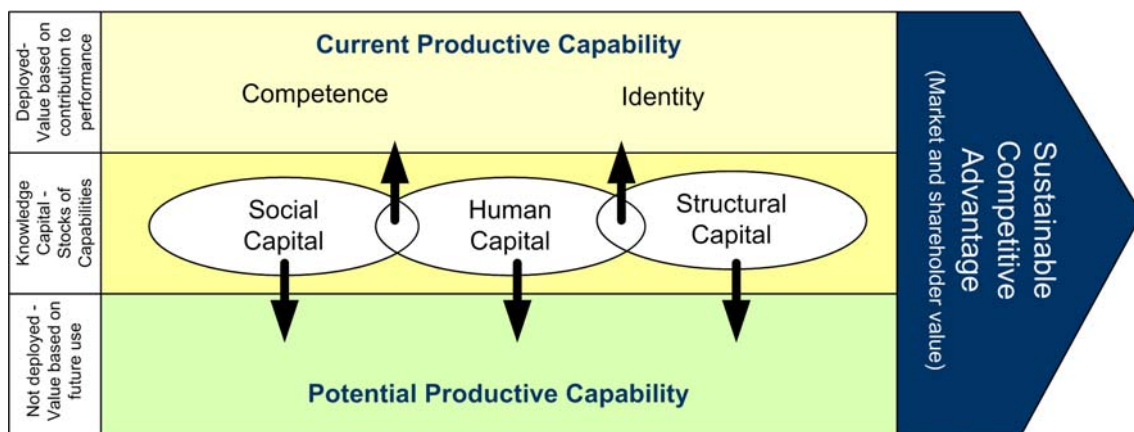 Deployed-
Value based on
contribution to
performance
Current Productive Capability
Competence
Identity
Knowledge
Capital -
Stocks of
Capabilities
Social
Capital
Human
Capital
Structural
Capital
Not deployed -
Value based on
future use
Potential Productive Capability
Sustainable
Competitive
Advantage
(Market and shareholder value)